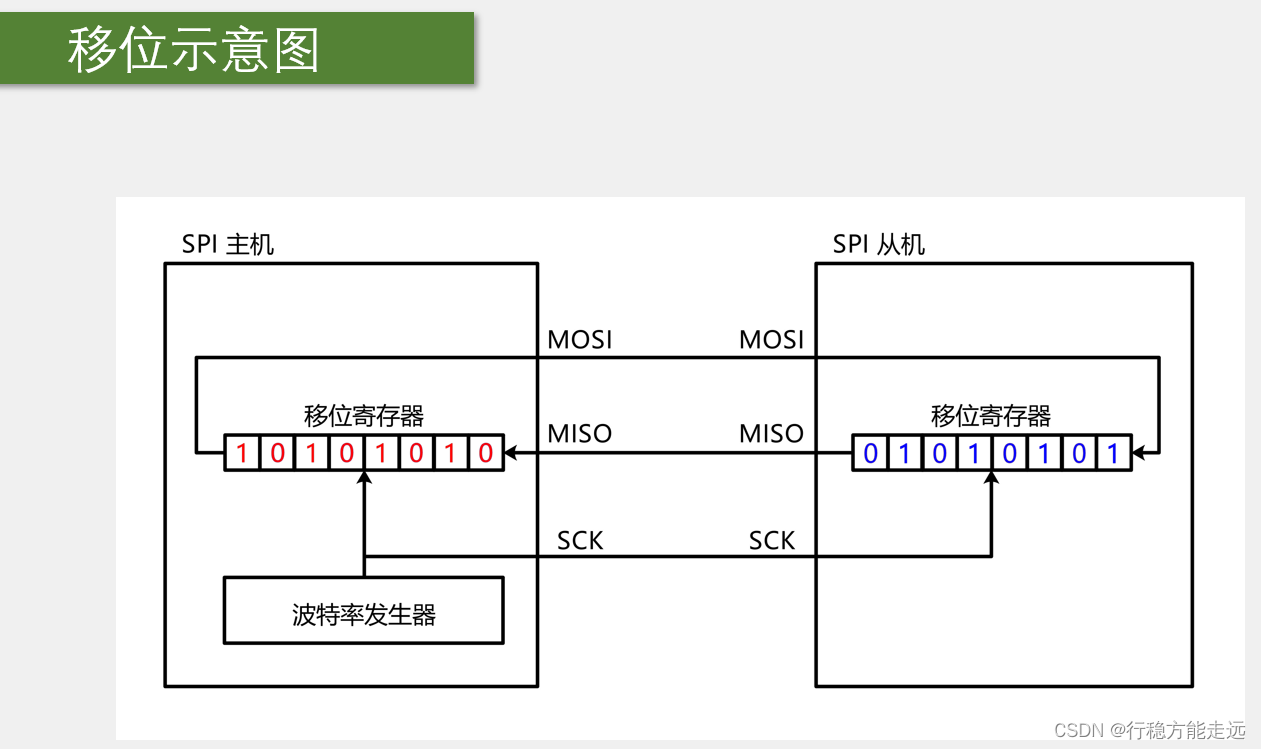 移位示意图
SPI 主机
SPI 从机
MOSI
MOSI
移位寄存器
移位寄存器
MISO
MISO
1 0 1 0 1 0 1 0
0 1 0 1 0 1 0 1
SCK
SCK
波特率发生器
CSDN @行稳方能走远